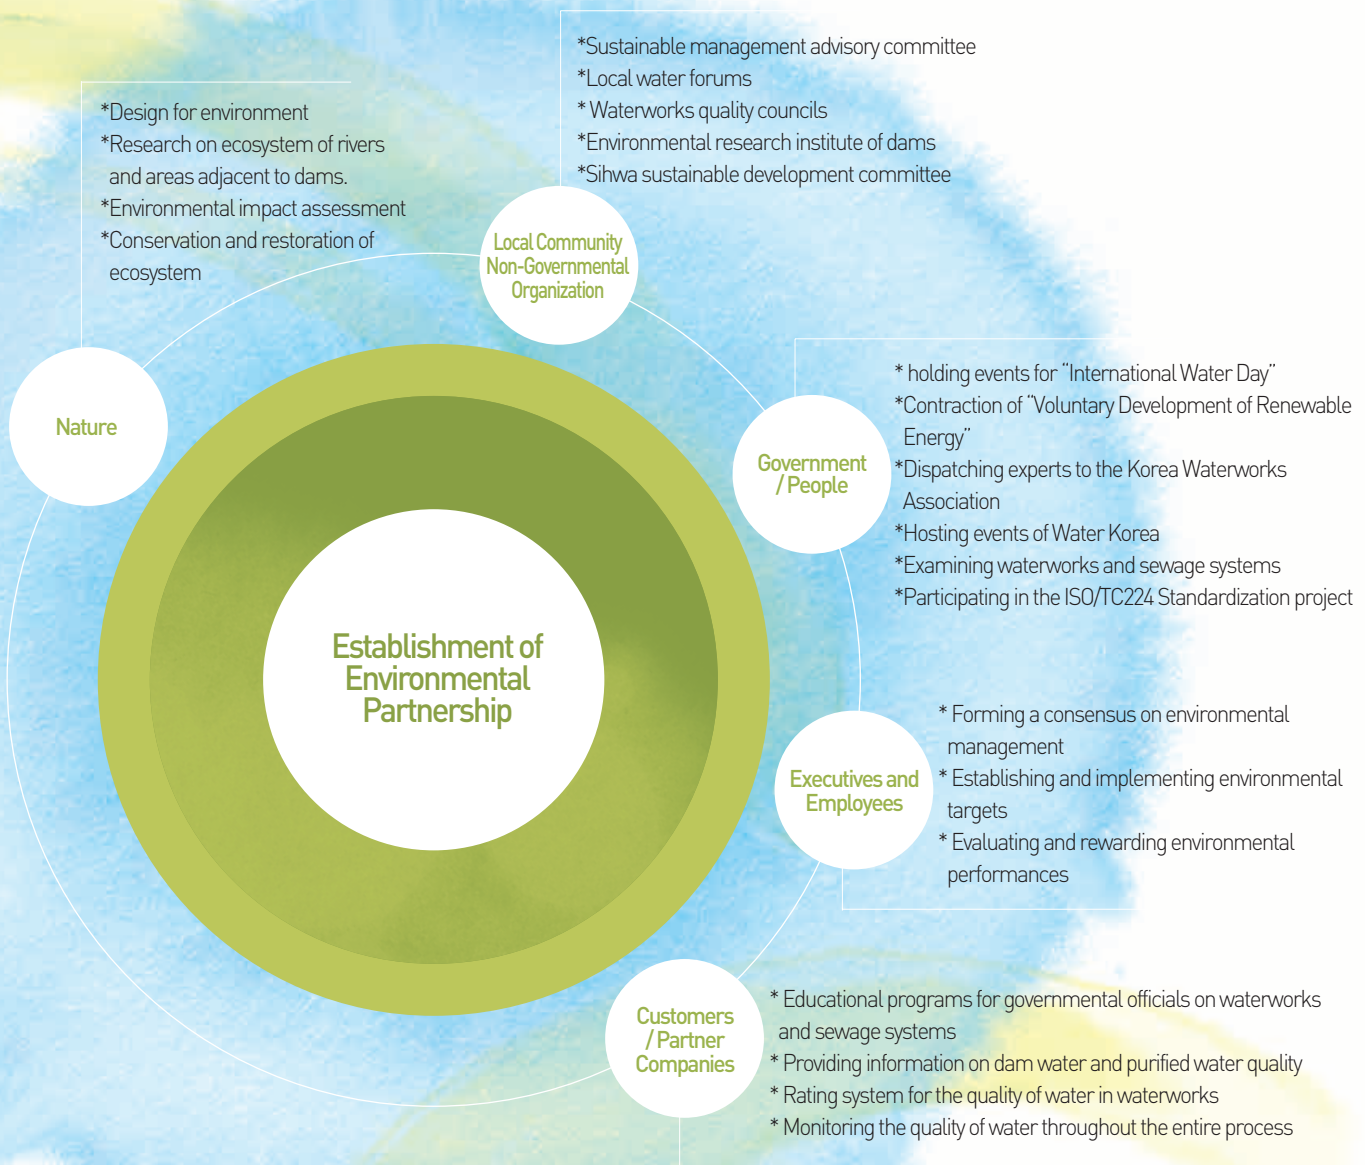 *Sustainable management advisory committee
*Local water forums
* Waterworks quality councils
*Environmental research institute of dams
*Sihwa sustainable development committee
*Design for environment
*Research on ecosystem of rivers
and areas adjacent to dams.
*Environmental impact assessment
*Conservation and restoration of
ecosystem
Local Community
Non-Governmental
Organization
Nature
* holding events for “International Water Day”
*Contraction of “Voluntary Development of Renewable
Energy”
*Dispatching experts to the Korea Waterworks
Association
*Hosting events of Water Korea
*Examining waterworks and sewage systems
*Participating in the ISO/TC224 Standardization project
Government
/ People
Establishment of
Environmental
Partnership
* Forming a consensus on environmental
management
* Establishing and implementing environmental
targets
* Evaluating and rewarding environmental
performances
Executives and
Employees
Customers
/ Partner
Companies
* Educational programs for governmental officials on waterworks
and sewage systems
* Providing information on dam water and purified water quality
* Rating system for the quality of water in waterworks
* Monitoring the quality of water throughout the entire process